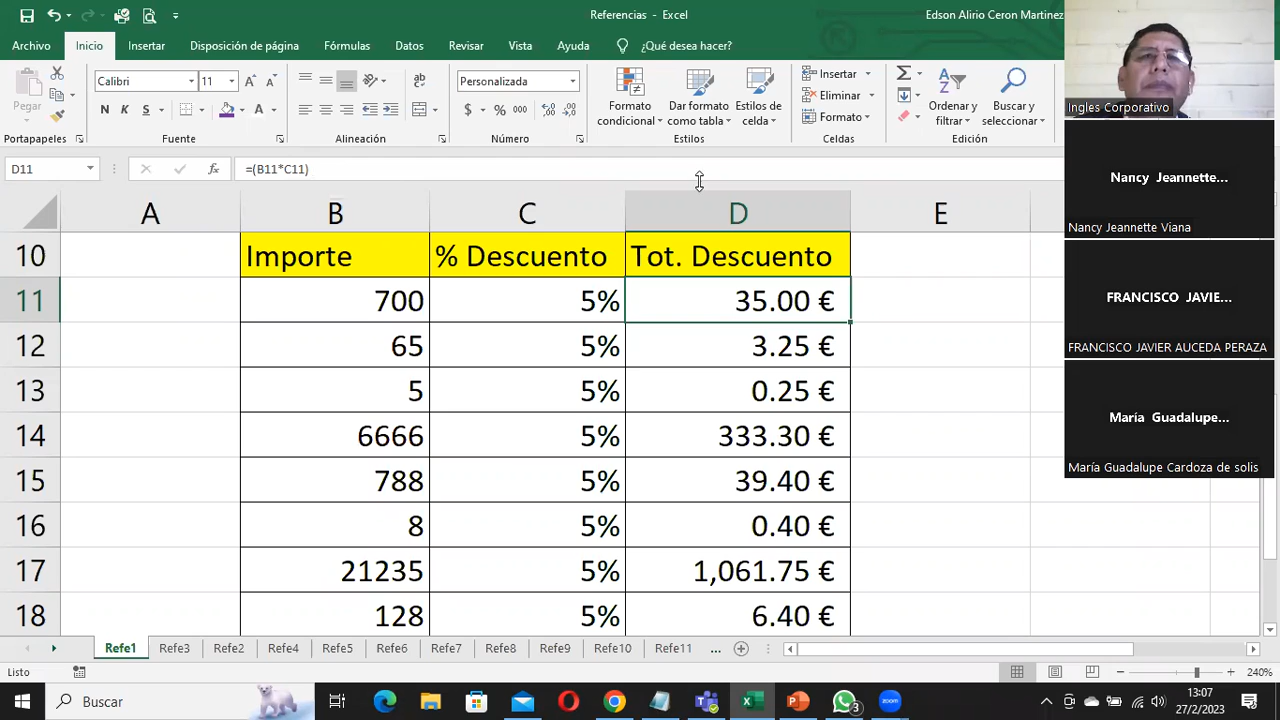 Referencias - Excel
Edson Alirio Ceron Martinez
Archivo Inicio Insertar Disposición de página Fórmulas Datos Revisar Vista Ayuda ¿Qué desea hacer?
Pegar
Calibri 11
N K S
ab
Personalizada
$ % 000
Formato condicional
Dar formato como tabla
Estilos de celda
Insertar
Eliminar
Formato
Ordenar y filtrar
Buscar y seleccionar
Portapapeles Fuente Alineación Número Estilos Celdas Edición
D11 fx =(B11*C11)
A B C D E
10 Importe % Descuento Tot. Descuento
11 700 5% 35.00 €
12 65 5% 3.25 €
13 5 5% 0.25 €
14 6666 5% 333.30 €
15 788 5% 39.40 €
16 8 5% 0.40 €
17 21235 5% 1,061.75 €
18 128 5% 6.40 €
Refe1 Refe3 Refe2 Refe4 Refe5 Refe6 Refe7 Refe8 Refe9 Refe10 Refe11 ...
Listo
240%
Buscar
3
zoom
13:07
27/2/2023
Ingles Corporativo
Nancy Jeannette...
Nancy Jeannette Viana
FRANCISCO JAVIE...
FRANCISCO JAVIER AUCEDA PERAZA
María Guadalupe...
María Guadalupe Cardoza de solis